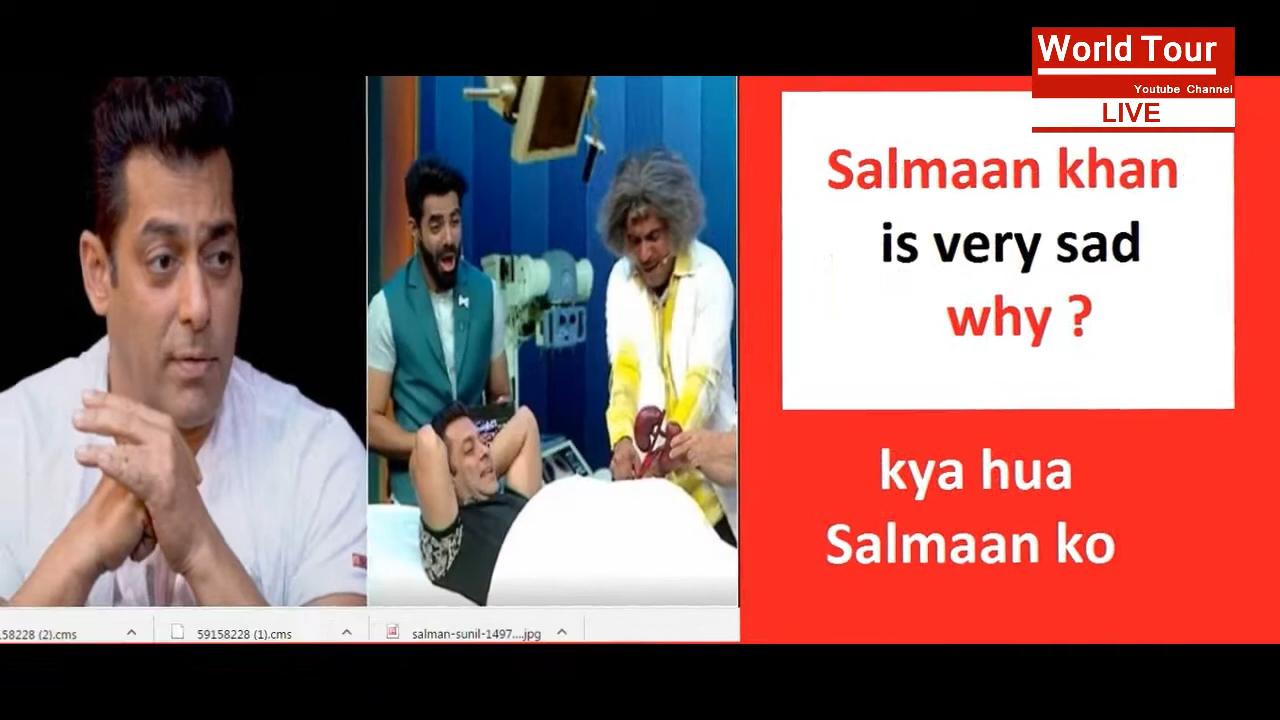 World Tour
Youtube Channel
LIVE
Salmaan khan
is very sad
why ?
kya hua
Salmaan ko
158228 (2).cms
59158228 (1).cms
salman-sunil-1497....jpg